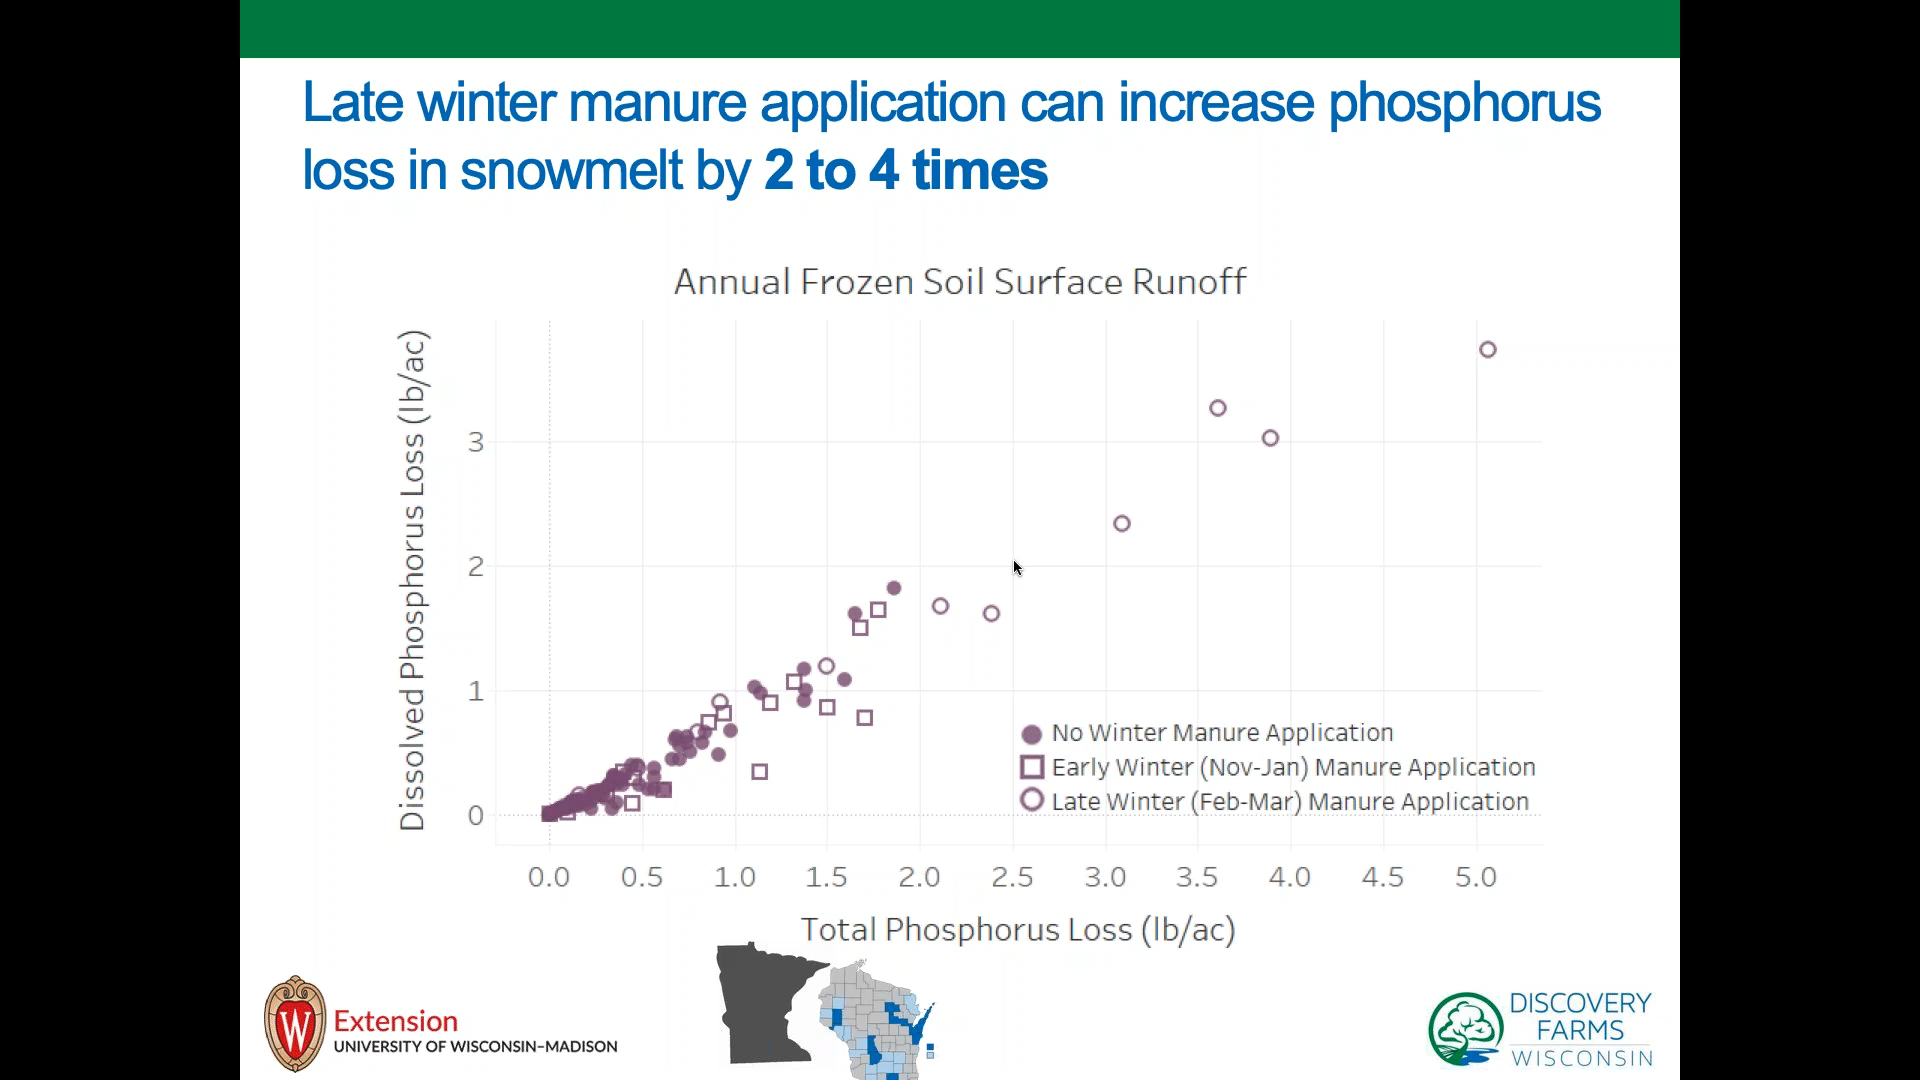 Late winter manure application can increase phosphorus
loss in snowmelt by 2 to 4 times
Annual Frozen Soil Surface Runoff
Dissolved Phosphorus Loss (lb/ac)
3
2
1
0
No Winter Manure Application
Early Winter (Nov-Jan) Manure Application
Late Winter (Feb-Mar) Manure Application
0.0 0.5 1.0 1.5 2.0 2.5 3.0 3.5 4.0 4.5 5.0
Total Phosphorus Loss (lb/ac)
W
Extension
UNIVERSITY OF WISCONSIN–MADISON
DISCOVERY
FARMS
WISCONSIN